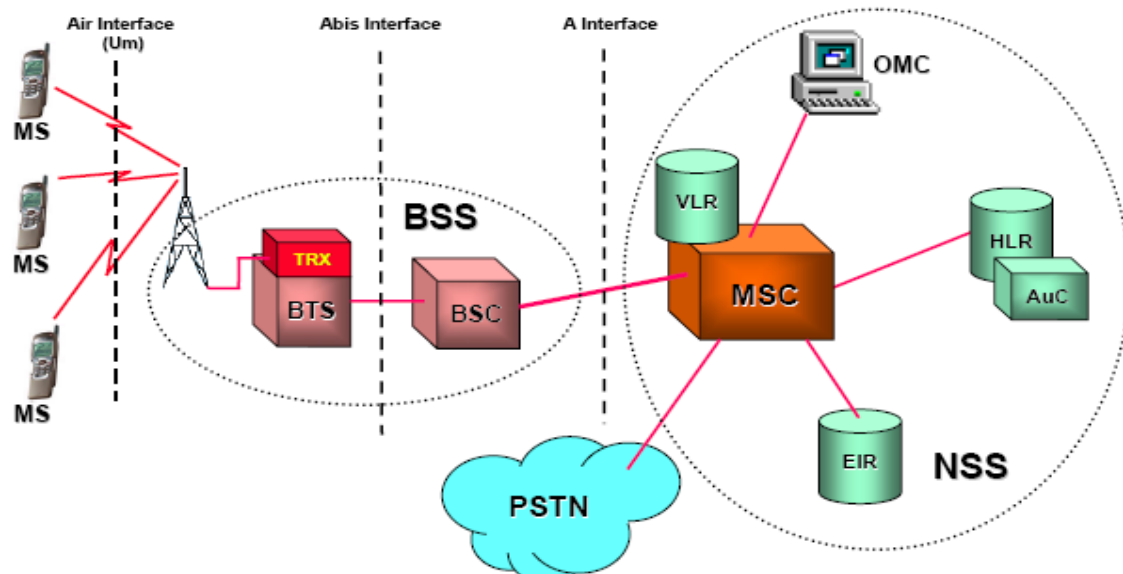 Air Interface
(Um)
Abis Interface
A Interface
MS
MS
MS
BSS
TRX
BTS
BSC
OMC
VLR
MSC
HLR
AuC
EIR
NSS
PSTN